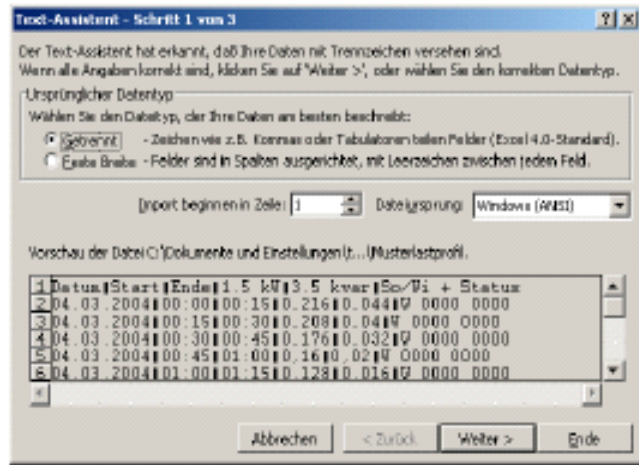 Text-Assistent - Schritt 1 von 3
Der Text-Assistent hat erkannt, daß Ihre Daten mit Trennzeichen versehen sind.
Wenn alle Angaben korrekt sind, klicken Sie auf 'Weiter >', oder wählen Sie den korrekten Datentyp.
Ursprünglicher Datentyp
Wählen Sie den Dateityp, der Ihre Daten am besten beschreibt:
Getrennt - Zeichen wie z.B. Kommas oder Tabulatoren teilen Felder (Excel 4.0-Standard).
Feste Breite - Felder sind in Spalten ausgerichtet, mit Leerzeichen zwischen jedem Feld.
Import beginnen in Zeile: 1 Dateiursprung: Windows (ANSI)
Vorschau der Datei C:\Dokumente und Einstellungen\t...\Musterlastprofil.
1 Datum Start Ende 1.5 kW 3.5 kvar So/Wi + Status
2 04.03.2004 00:00 00:15 0.216 0.044 W 0000 0000
3 04.03.2004 00:15 00:30 0.208 0.04 W 0000 0000
4 04.03.2004 00:30 00:45 0.176 0.032 W 0000 0000
5 04.03.2004 00:45 01:00 0,16 0,02 W 0000 0000
6 04.03.2004 01:00 01:15 0.128 0.016 W 0000 0000
Abbrechen < Zurück Weiter > Ende